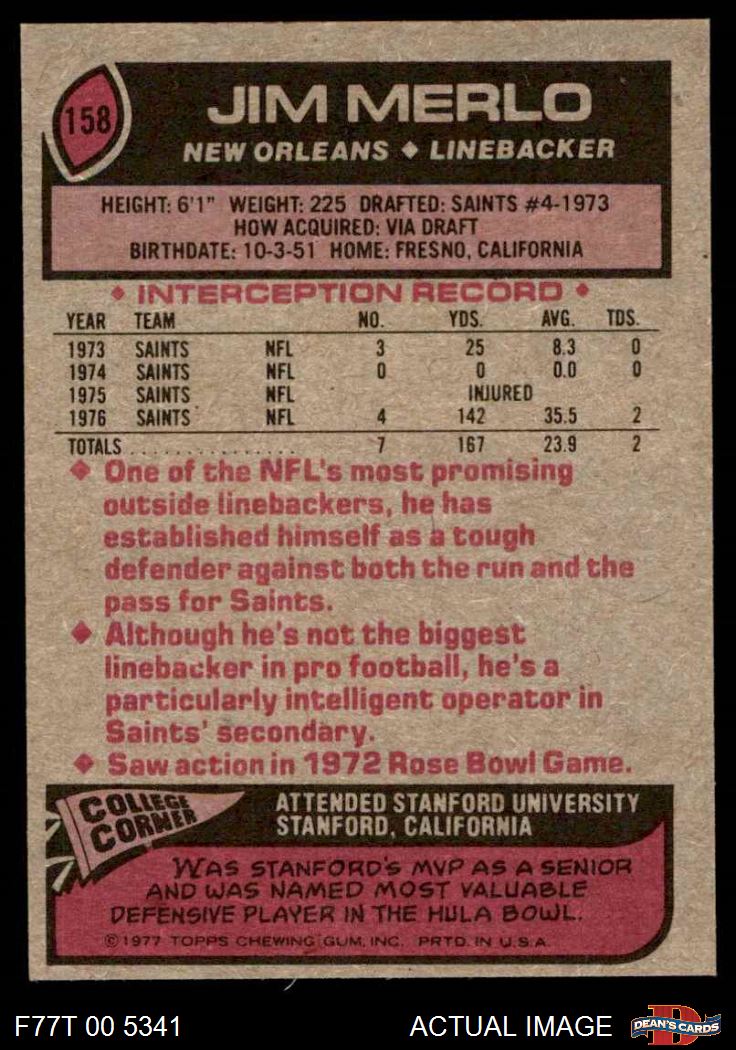 158
JIM MERLO
NEW ORLEANS ◆ LINEBACKER
HEIGHT: 6'1" WEIGHT: 225 DRAFTED: SAINTS #4-1973
HOW ACQUIRED: VIA DRAFT
BIRTHDATE: 10-3-51 HOME: FRESNO, CALIFORNIA
◆ INTERCEPTION RECORD ◆
YEAR TEAM NO. YDS. AVG. TDS.
1973 SAINTS NFL 3 25 8.3 0
1974 SAINTS NFL 0 0 0.0 0
1975 SAINTS NFL INJURED
1976 SAINTS NFL 4 142 35.5 2
TOTALS . . . . . . . . . . . . . . . . 7 167 23.9 2
◆ One of the NFL's most promising
outside linebackers, he has
established himself as a tough
defender against both the run and the
pass for Saints.
◆ Although he's not the biggest
linebacker in pro football, he's a
particularly intelligent operator in
Saints' secondary.
◆ Saw action in 1972 Rose Bowl Game.
COLLEGE
CORNER
ATTENDED STANFORD UNIVERSITY
STANFORD, CALIFORNIA
WAS STANFORD'S MVP AS A SENIOR
AND WAS NAMED MOST VALUABLE
DEFENSIVE PLAYER IN THE HULA BOWL.
©1977 TOPPS CHEWING GUM, INC. PRTD. IN U.S.A.
F77T 00 5341 ACTUAL IMAGE
D
DEAN'S CARDS